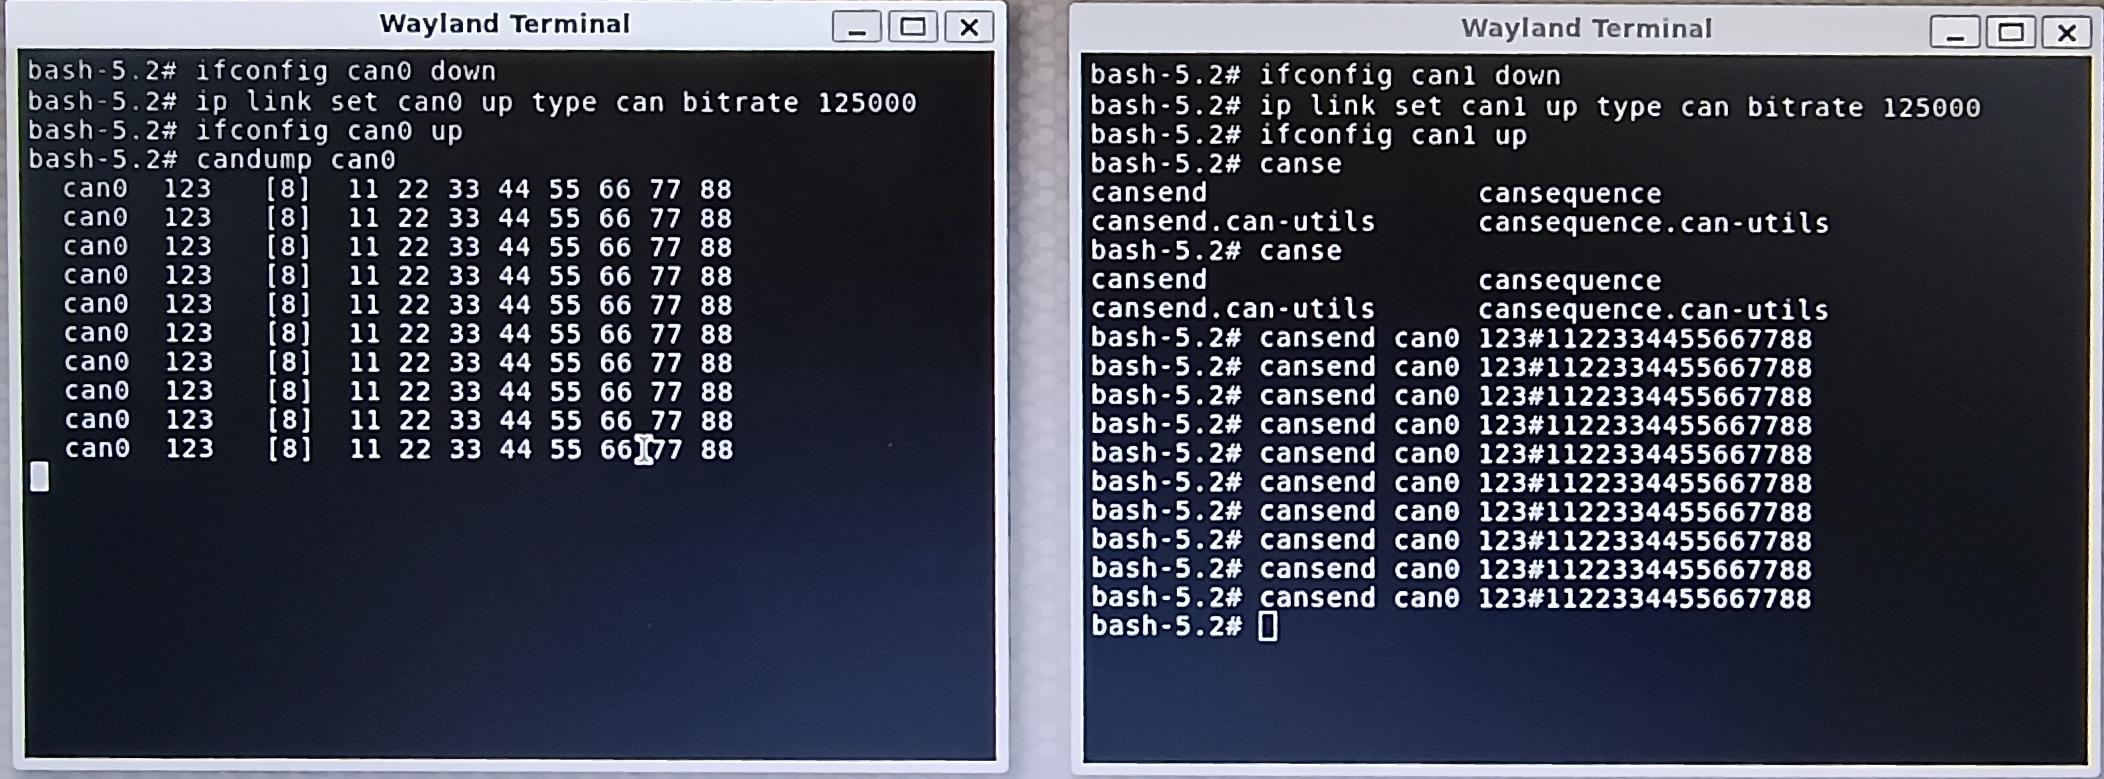 Wayland Terminal
bash-5.2# ifconfig can0 down
bash-5.2# ip link set can0 up type can bitrate 125000
bash-5.2# ifconfig can0 up
bash-5.2# candump can0
can0 123 [8] 11 22 33 44 55 66 77 88
can0 123 [8] 11 22 33 44 55 66 77 88
can0 123 [8] 11 22 33 44 55 66 77 88
can0 123 [8] 11 22 33 44 55 66 77 88
can0 123 [8] 11 22 33 44 55 66 77 88
can0 123 [8] 11 22 33 44 55 66 77 88
can0 123 [8] 11 22 33 44 55 66 77 88
can0 123 [8] 11 22 33 44 55 66 77 88
can0 123 [8] 11 22 33 44 55 66 77 88
can0 123 [8] 11 22 33 44 55 66 77 88
Wayland Terminal
bash-5.2# ifconfig can1 down
bash-5.2# ip link set can1 up type can bitrate 125000
bash-5.2# ifconfig can1 up
bash-5.2# canse
cansend cansequence
cansend.can-utils cansequence.can-utils
bash-5.2# canse
cansend cansequence
cansend.can-utils cansequence.can-utils
bash-5.2# cansend can0 123#1122334455667788
bash-5.2# cansend can0 123#1122334455667788
bash-5.2# cansend can0 123#1122334455667788
bash-5.2# cansend can0 123#1122334455667788
bash-5.2# cansend can0 123#1122334455667788
bash-5.2# cansend can0 123#1122334455667788
bash-5.2# cansend can0 123#1122334455667788
bash-5.2# cansend can0 123#1122334455667788
bash-5.2# cansend can0 123#1122334455667788
bash-5.2# cansend can0 123#1122334455667788
bash-5.2#